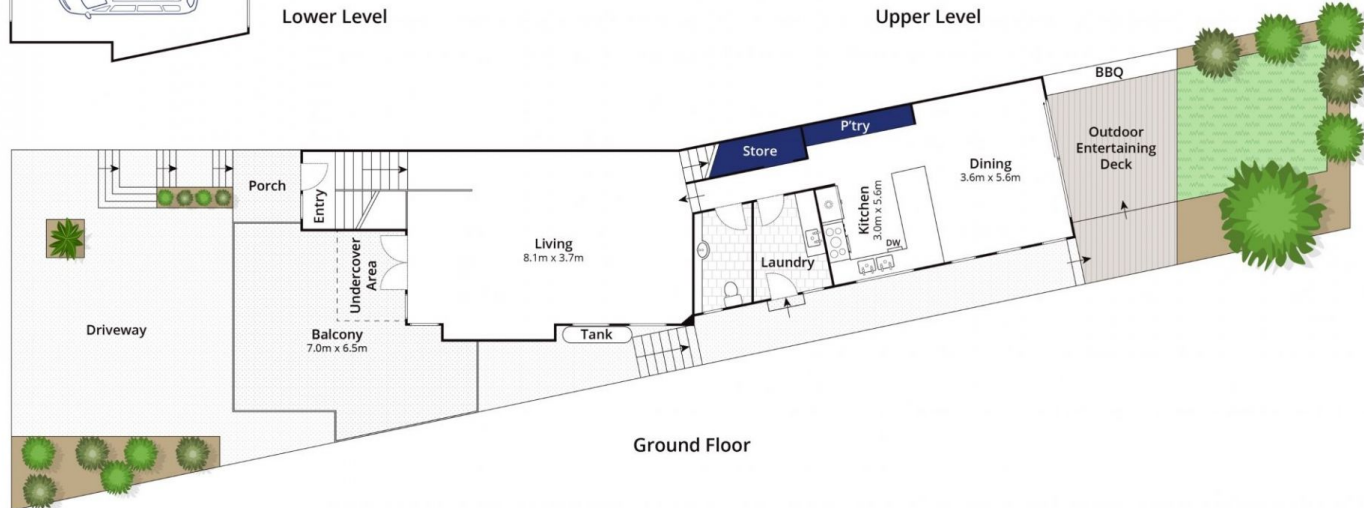 Lower Level
Upper Level
BBQ
P'try
Outdoor
Entertaining
Deck
Store
Dining
3.6m x 5.6m
Porch
Entry
Kitchen
3.0m x 5.6m
DW
Living
8.1m x 3.7m
Laundry
Undercover
Area
Driveway
Balcony
7.0m x 6.5m
Tank
Ground Floor